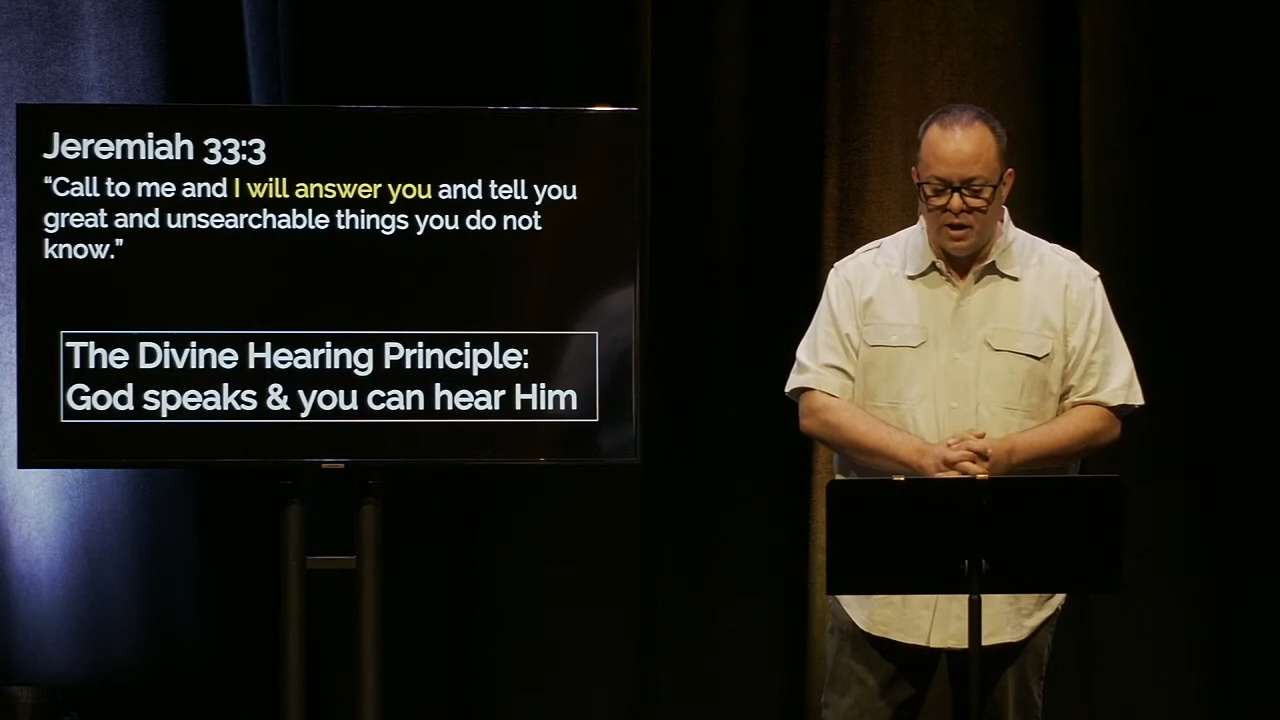 Jeremiah 33:3
“Call to me and I will answer you and tell you
great and unsearchable things you do not
know.”
The Divine Hearing Principle:
God speaks & you can hear Him